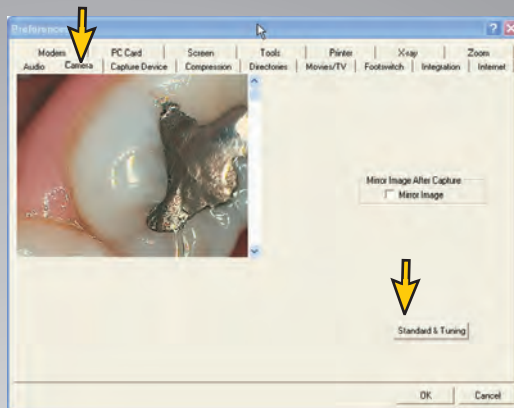 Preferences
Modem PC Card Screen Tools Printer X-ray Zoom
Audio Camera Capture Device Compression Directories Movies/TV Footswitch Integration Internet
Mirror Image After Capture
Mirror Image
Standard & Tuning
OK Cancel